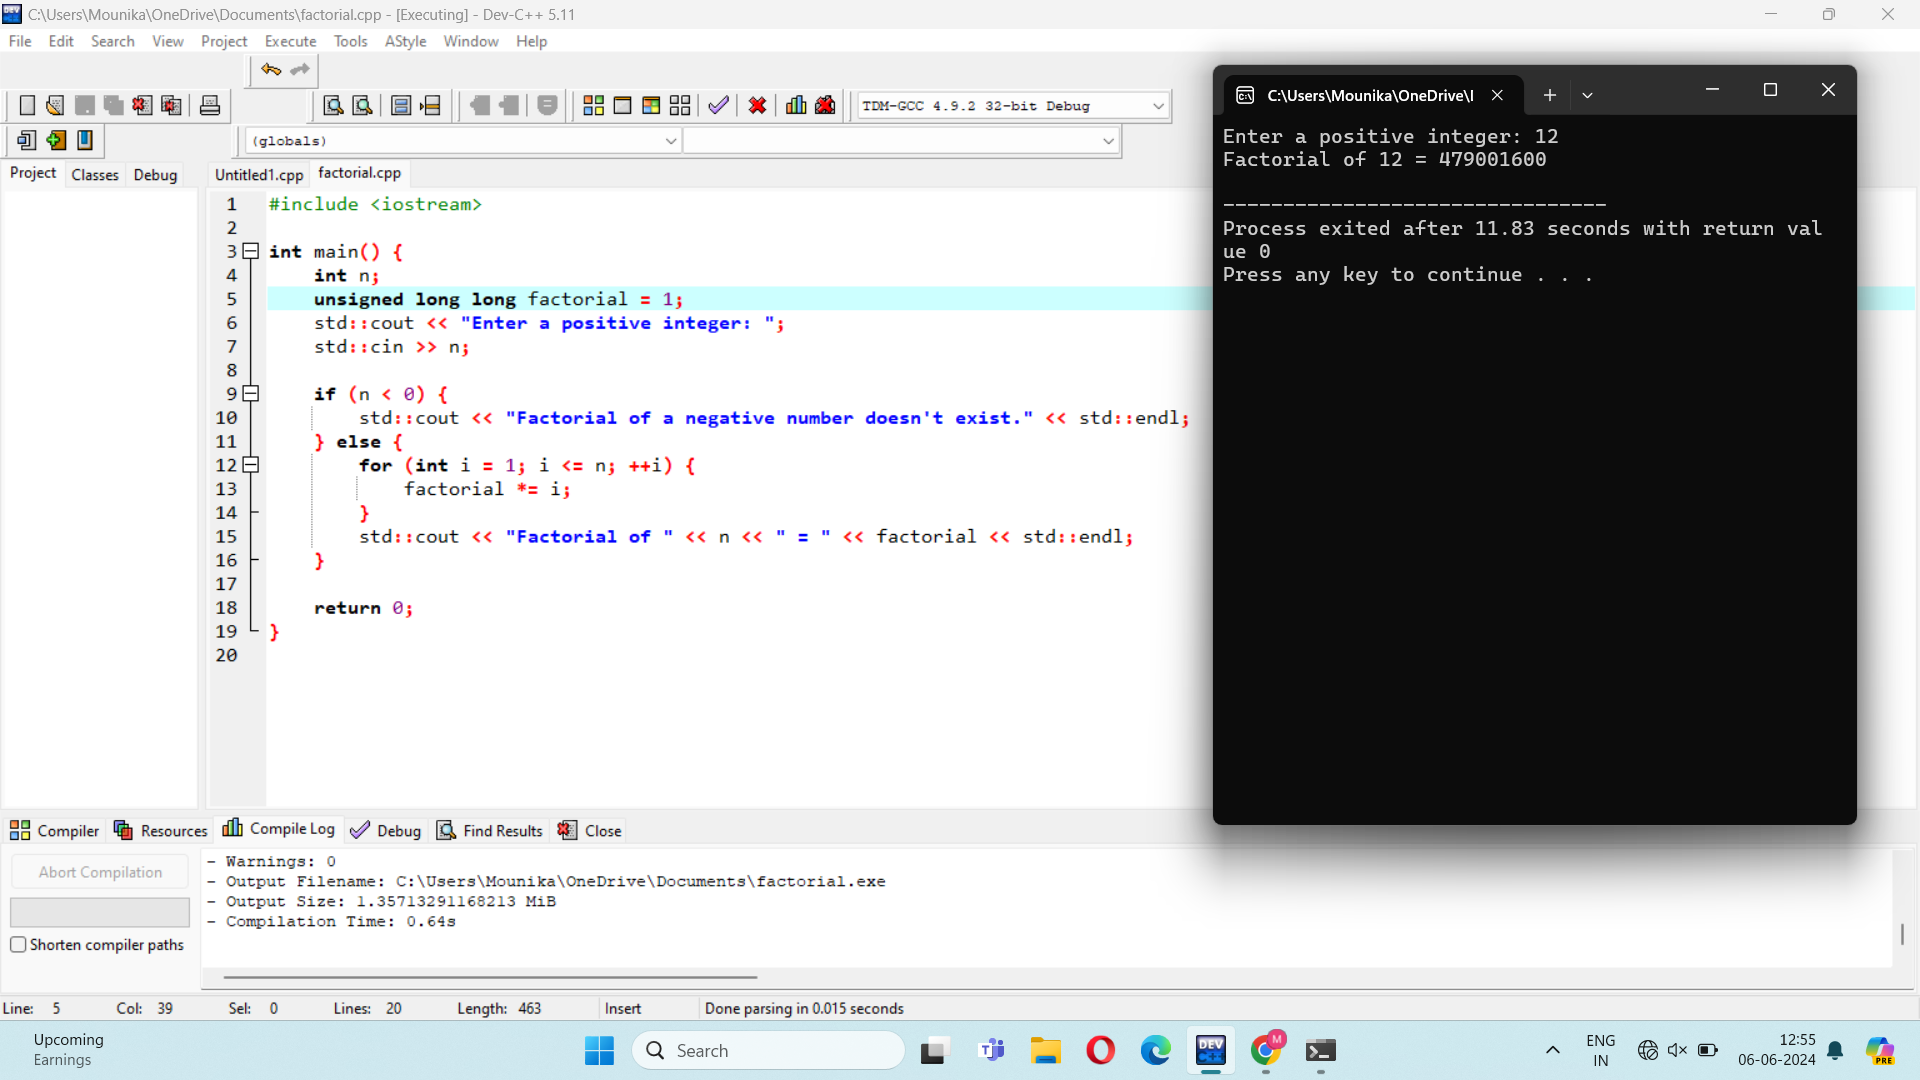 C:\Users\Mounika\OneDrive\Documents\factorial.cpp - [Executing] - Dev-C++ 5.11
File Edit Search View Project Execute Tools AStyle Window Help
TDM-GCC 4.9.2 32-bit Debug
(globals)
Project Classes Debug
Untitled1.cpp factorial.cpp
1 #include <iostream>
2
3 int main() {
4 int n;
5 unsigned long long factorial = 1;
6 std::cout << "Enter a positive integer: ";
7 std::cin >> n;
8
9 if (n < 0) {
10 std::cout << "Factorial of a negative number doesn't exist." << std::endl;
11 } else {
12 for (int i = 1; i <= n; ++i) {
13 factorial *= i;
14 }
15 std::cout << "Factorial of " << n << " = " << factorial << std::endl;
16 }
17
18 return 0;
19 }
20
C:\Users\Mounika\OneDrive\
Enter a positive integer: 12
Factorial of 12 = 479001600
--------------------------------
Process exited after 11.83 seconds with return val
ue 0
Press any key to continue . . .
Compiler Resources Compile Log Debug Find Results Close
Abort Compilation
Shorten compiler paths
- Warnings: 0
- Output Filename: C:\Users\Mounika\OneDrive\Documents\factorial.exe
- Output Size: 1.35713291168213 MiB
- Compilation Time: 0.64s
Line: 5 Col: 39 Sel: 0 Lines: 20 Length: 463 Insert Done parsing in 0.015 seconds
Upcoming
Earnings
Search
DEV
C++
M
ENG
IN
12:55
06-06-2024
PRE